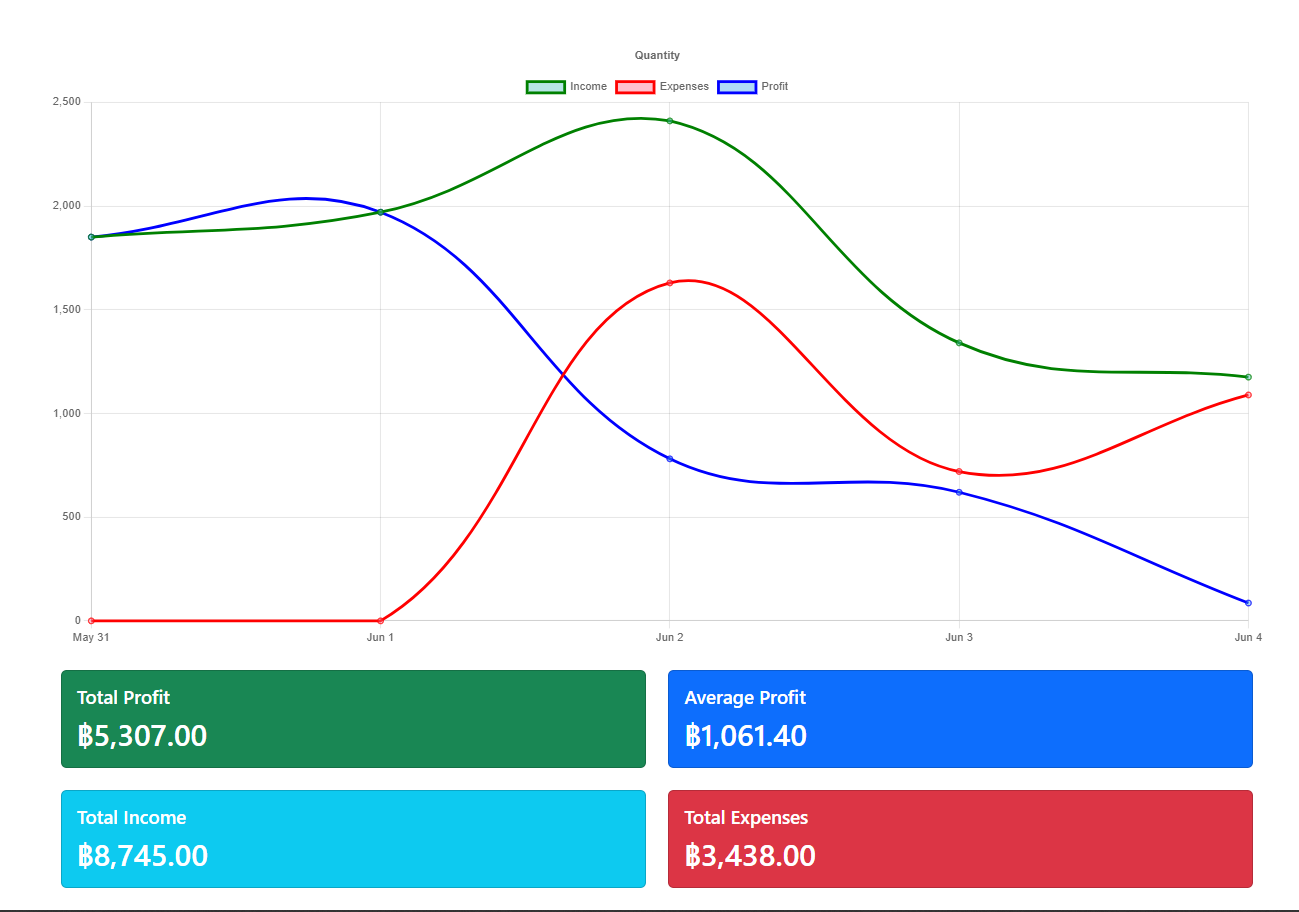 Quantity
Income Expenses Profit
2,500
2,000
1,500
1,000
500
0
May 31 Jun 1 Jun 2 Jun 3 Jun 4
Total Profit
฿5,307.00
Average Profit
฿1,061.40
Total Income
฿8,745.00
Total Expenses
฿3,438.00